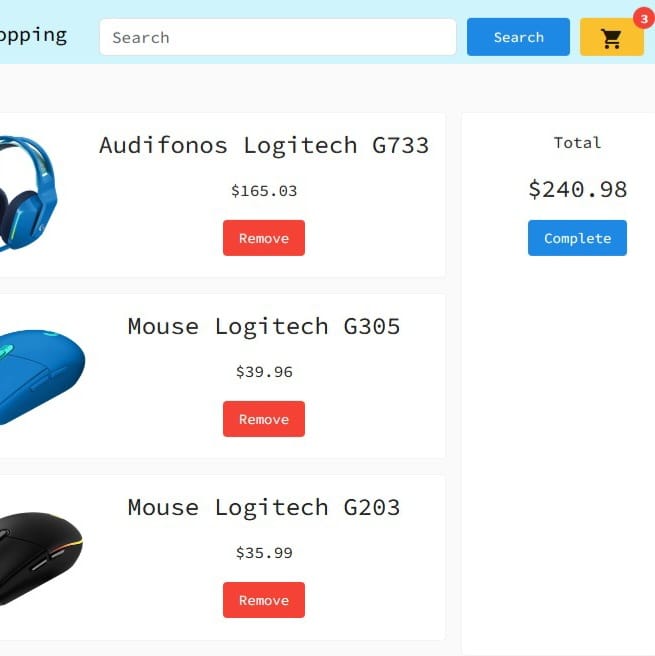 opping
Search
Search
3
Audifonos Logitech G733
$165.03
Remove
Mouse Logitech G305
$39.96
Remove
Mouse Logitech G203
$35.99
Remove
Total
$240.98
Complete